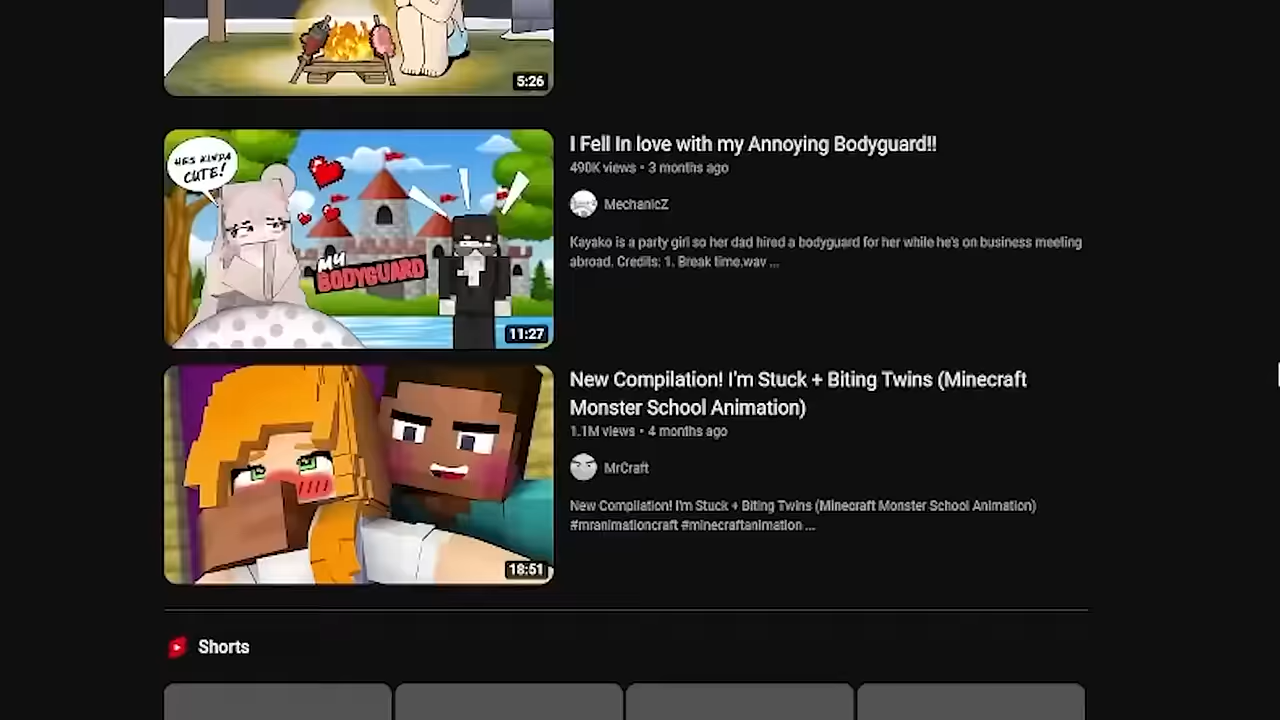 5:26
HES KINDA
CUTE!
MY
BODYGUARD
11:27
I Fell In love with my Annoying Bodyguard!!
490K views • 3 months ago
MechanicZ
Kayako is a party girl so her dad hired a bodyguard for her while he's on business meeting
abroad. Credits: 1. Break time.wav ...
18:51
New Compilation! I'm Stuck + Biting Twins (Minecraft
Monster School Animation)
1.1M views • 4 months ago
MrCraft
New Compilation! I'm Stuck + Biting Twins (Minecraft Monster School Animation)
#mranimationcraft #minecraftanimation ...
Shorts